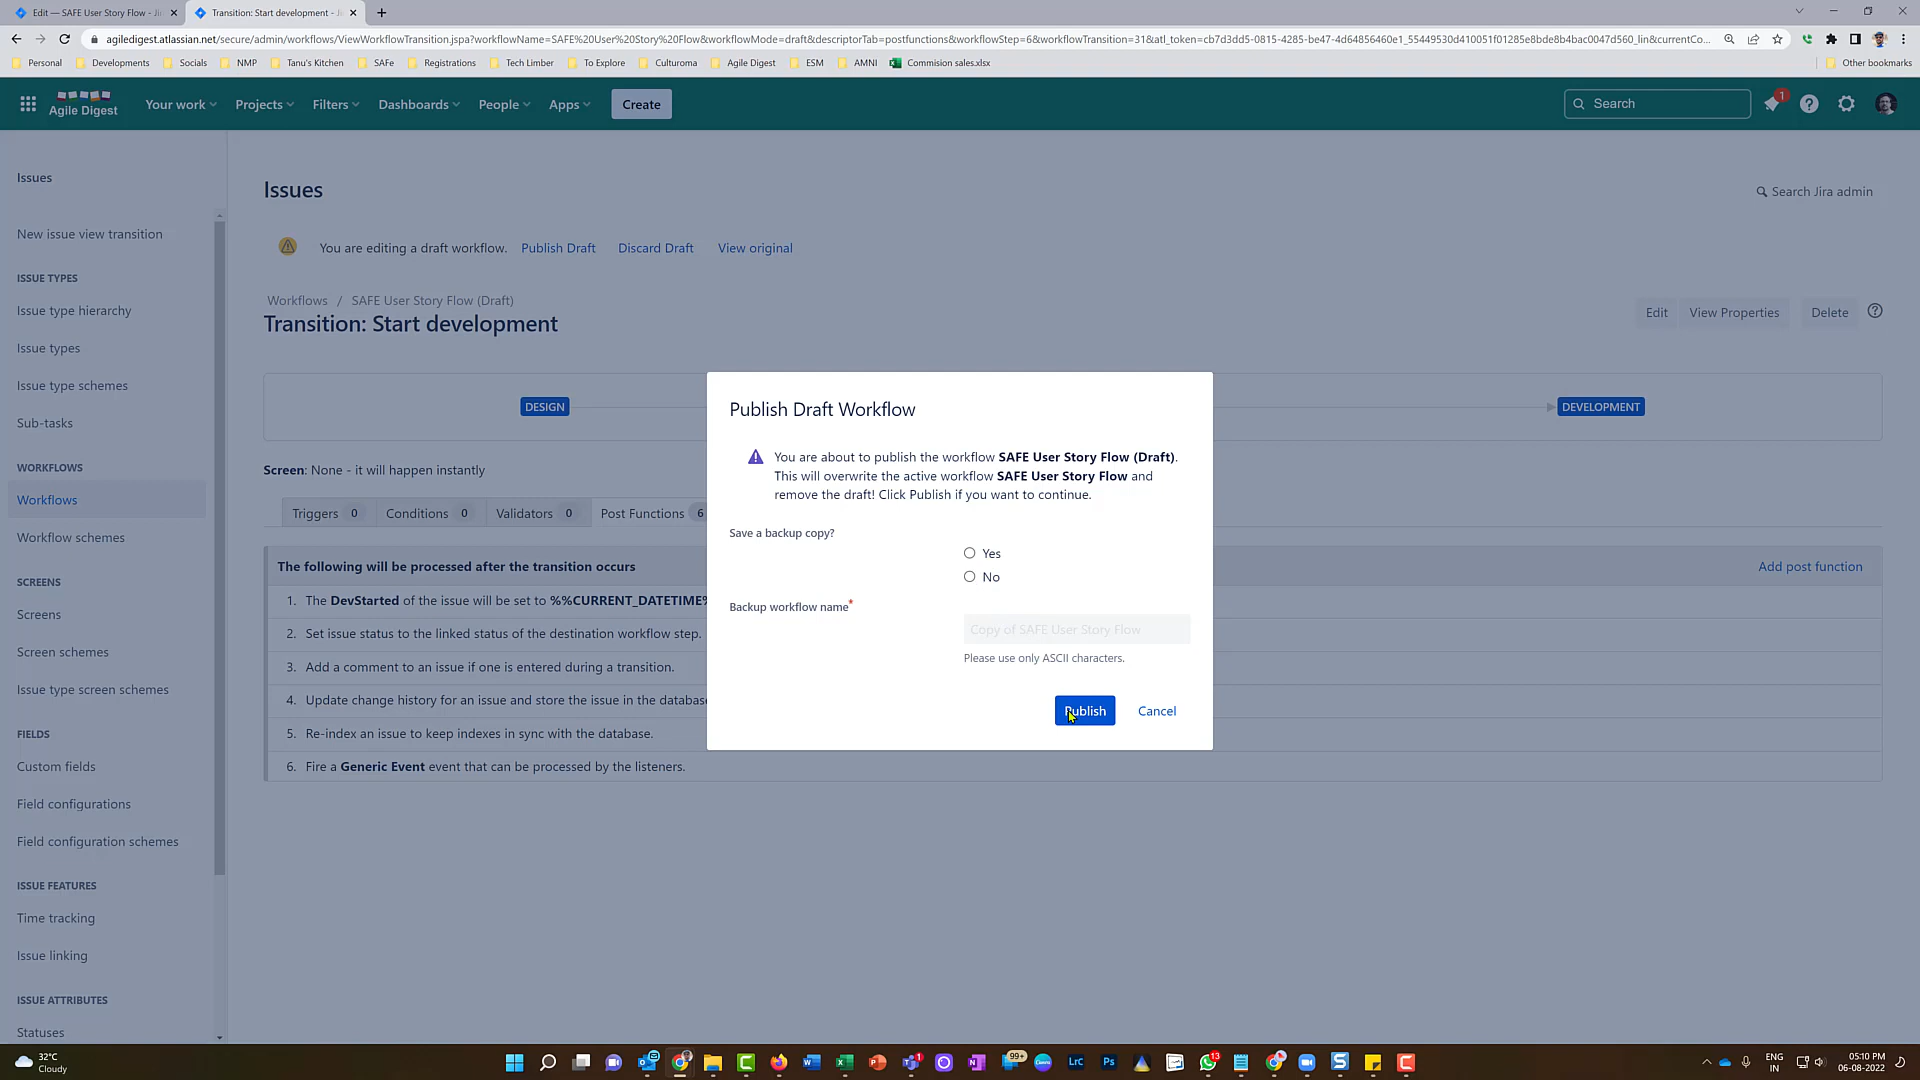 Edit — SAFE User Story Flow - Ji
Transition: Start development - Ji
agiledigest.atlassian.net/secure/admin/workflows/ViewWorkflowTransition.jspa?workflowName=SAFE%20User%20Story%20Flow&workflowMode=draft&descriptorTab=postfunctions&workflowStep=6&workflowTransition=31&atl_token=cb7d3dd5-0815-4285-be47-4d64856460e1_55449530d410051f01285e8bde8b4bac0047d560_lin&currentCo...
Personal Developments Socials NMP Tanu's Kitchen SAFe Registrations Tech Limber To Explore Culturoma Agile Digest ESM AMNI Commision sales.xlsx Other bookmarks
Agile Digest Your work Projects Filters Dashboards People Apps Create Search 1
Issues
New issue view transition
ISSUE TYPES
Issue type hierarchy
Issue types
Issue type schemes
Sub-tasks
WORKFLOWS
Workflows
Workflow schemes
SCREENS
Screens
Screen schemes
Issue type screen schemes
FIELDS
Custom fields
Field configurations
Field configuration schemes
ISSUE FEATURES
Time tracking
Issue linking
ISSUE ATTRIBUTES
Statuses
Issues
Search Jira admin
You are editing a draft workflow. Publish Draft Discard Draft View original
Workflows / SAFE User Story Flow (Draft)
Transition: Start development
Edit View Properties Delete
DESIGN DEVELOPMENT
Screen: None - it will happen instantly
Triggers 0 Conditions 0 Validators 0 Post Functions 6
The following will be processed after the transition occurs
Add post function
1. The DevStarted of the issue will be set to %%CURRENT_DATETIME%
2. Set issue status to the linked status of the destination workflow step.
3. Add a comment to an issue if one is entered during a transition.
4. Update change history for an issue and store the issue in the database
5. Re-index an issue to keep indexes in sync with the database.
6. Fire a Generic Event event that can be processed by the listeners.
Publish Draft Workflow
You are about to publish the workflow SAFE User Story Flow (Draft).
This will overwrite the active workflow SAFE User Story Flow and
remove the draft! Click Publish if you want to continue.
Save a backup copy?
Yes
No
Backup workflow name*
Copy of SAFE User Story Flow
Please use only ASCII characters.
Publish Cancel
32°C
Cloudy
1
99+
LrC
Ps
13
ENG
IN
05:10 PM
06-08-2022